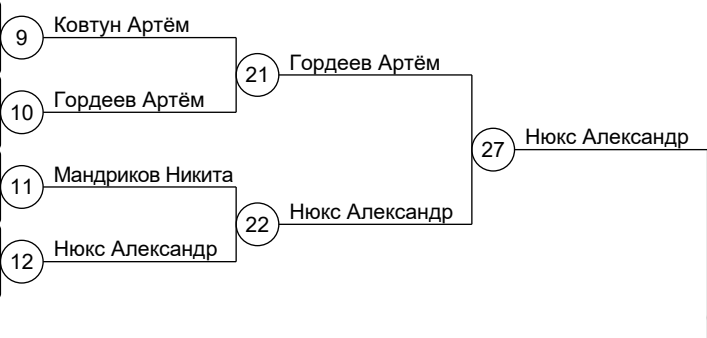 9 Ковтун Артём
21 Гордеев Артём
10 Гордеев Артём
27 Нюкс Александр
11 Мандриков Никита
22 Нюкс Александр
12 Нюкс Александр